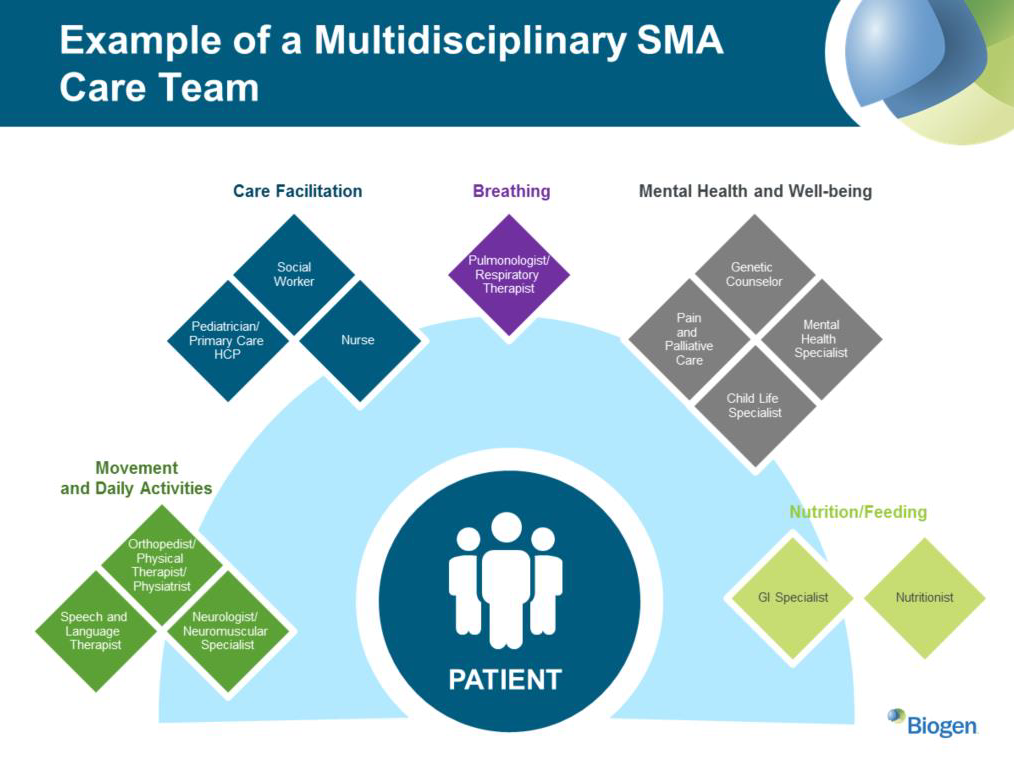 Example of a Multidisciplinary SMA
Care Team
Care Facilitation
Social
Worker
Pediatrician/
Primary Care
HCP
Nurse
Breathing
Pulmonologist/
Respiratory
Therapist
Mental Health and Well-being
Genetic
Counselor
Pain
and
Palliative
Care
Mental
Health
Specialist
Child Life
Specialist
Movement
and Daily Activities
Orthopedist/
Physical
Therapist/
Physiatrist
Speech and
Language
Therapist
Neurologist/
Neuromuscular
Specialist
Nutrition/Feeding
GI Specialist
Nutritionist
PATIENT
Biogen